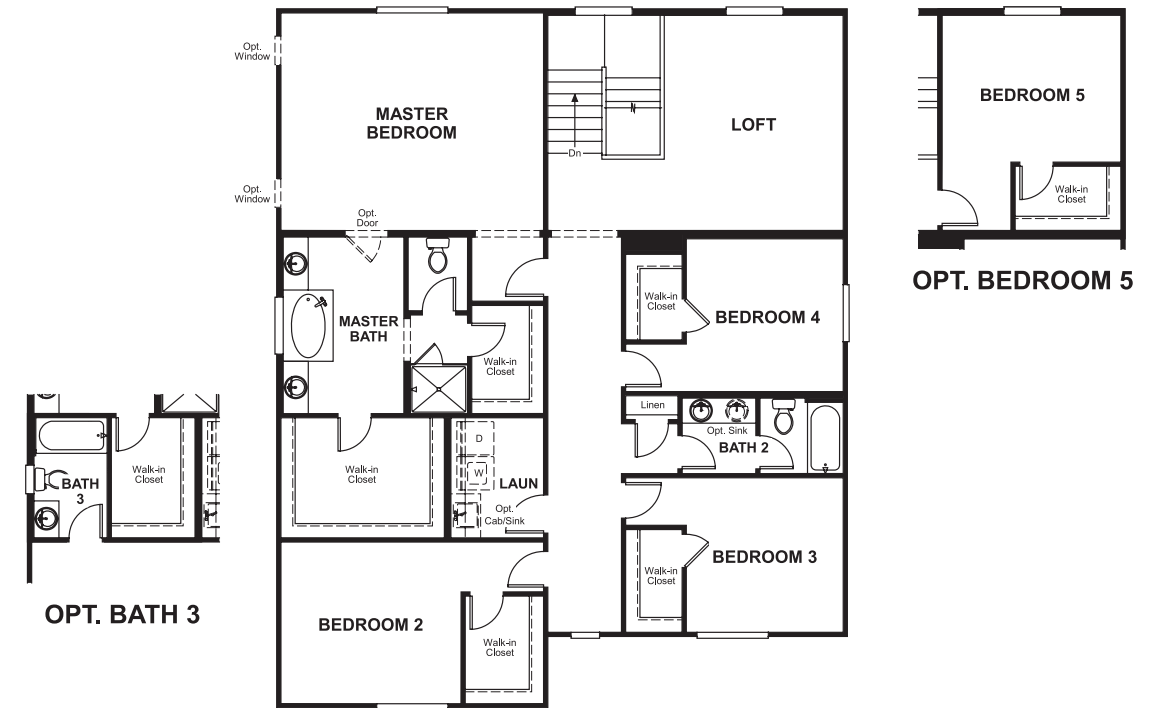 Opt.
Window
MASTER
BEDROOM
LOFT
Dn
Opt.
Window
Opt.
Door
BEDROOM 5
Walk-in
Closet
OPT. BEDROOM 5
MASTER
BATH
Walk-in
Closet
Walk-in
Closet
BEDROOM 4
Linen
Opt. Sink
BATH 2
Walk-in
Closet
D
W
LAUN
Opt.
Cab/Sink
BATH
3
Walk-in
Closet
OPT. BATH 3
BEDROOM 2
Walk-in
Closet
Walk-in
Closet
BEDROOM 3